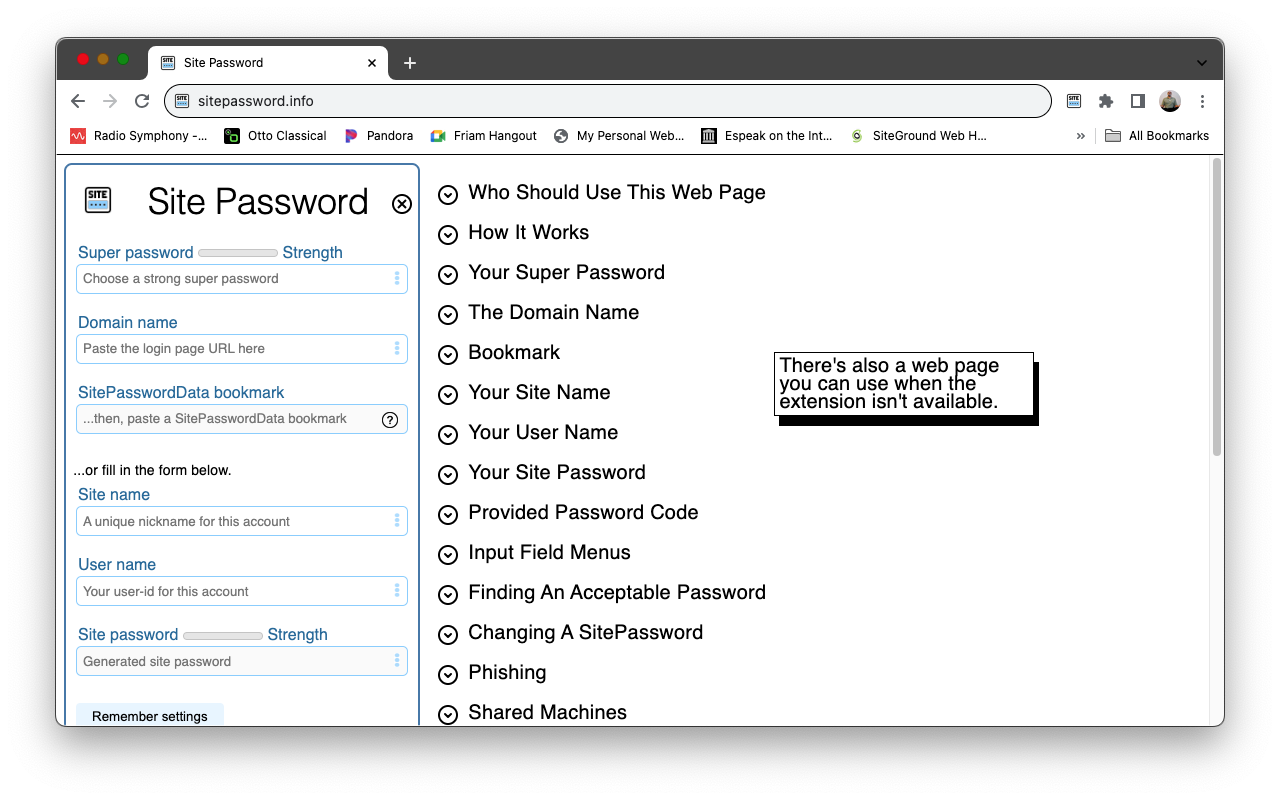 Site Password
sitepassword.info
Radio Symphony -...
Otto Classical
Pandora
Friam Hangout
My Personal Web...
Espeak on the Int...
SiteGround Web H...
»
All Bookmarks
SITE
Site Password
Super password
Strength
Choose a strong super password
Domain name
Paste the login page URL here
SitePasswordData bookmark
...then, paste a SitePasswordData bookmark
?
...or fill in the form below.
Site name
A unique nickname for this account
User name
Your user-id for this account
Site password
Strength
Generated site password
Remember settings
Who Should Use This Web Page
How It Works
Your Super Password
The Domain Name
Bookmark
Your Site Name
Your User Name
Your Site Password
Provided Password Code
Input Field Menus
Finding An Acceptable Password
Changing A SitePassword
Phishing
Shared Machines
There's also a web page
you can use when the
extension isn't available.